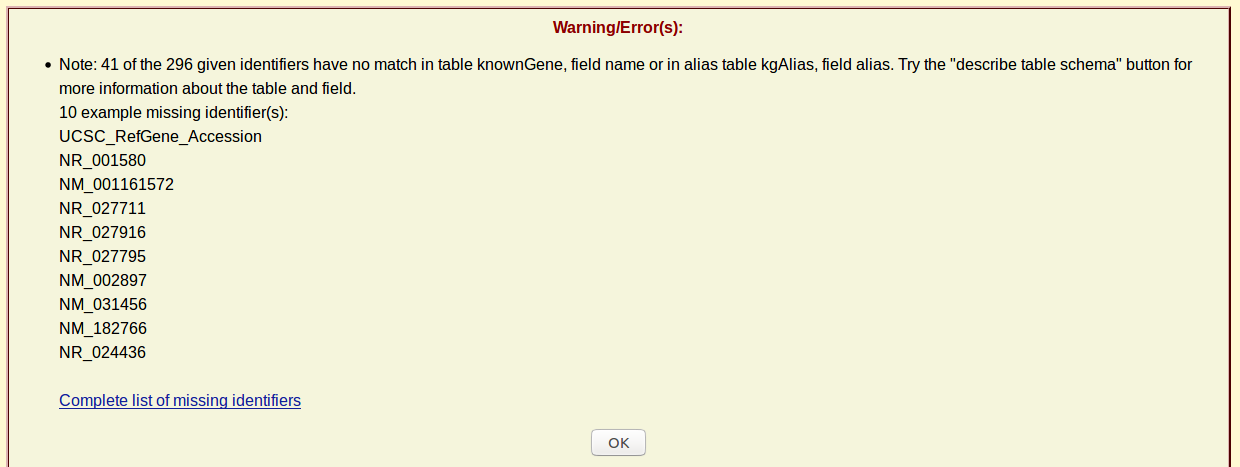 Warning/Error(s):
• Note: 41 of the 296 given identifiers have no match in table knownGene, field name or in alias table kgAlias, field alias. Try the "describe table schema" button for
more information about the table and field.
10 example missing identifier(s):
UCSC_RefGene_Accession
NR_001580
NM_001161572
NR_027711
NR_027916
NR_027795
NM_002897
NM_031456
NM_182766
NR_024436
Complete list of missing identifiers
OK